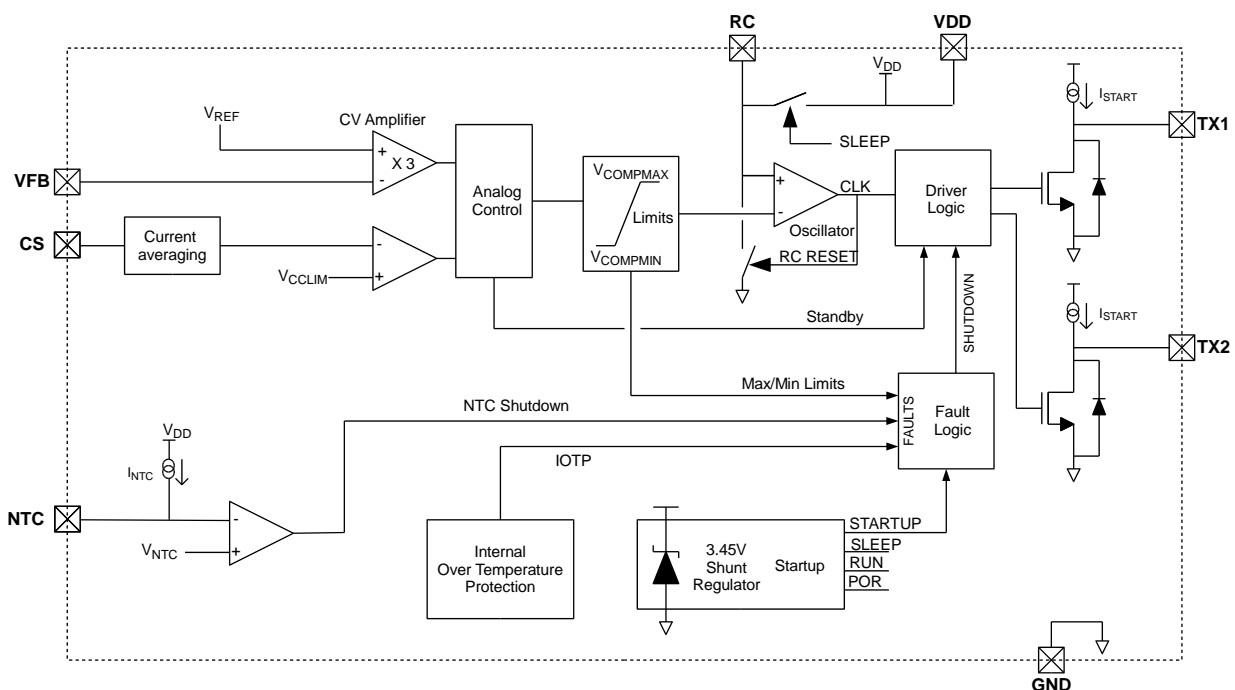 RC
VDD
VDD
ISTART
TX1
VREF
CV Amplifier
SLEEP
+
X 3
-
VFB
Analog
Control
VCOMPMAX
Limits
VCOMPMIN
+
-
CLK
Oscillator
Driver
Logic
CS
Current
averaging
-
VCCLIM
+
RC RESET
Standby
SHUTDOWN
ISTART
TX2
Max/Min Limits
NTC Shutdown
IOTP
FAULTS
Fault
Logic
VDD
INTC
NTC
-
VNTC
+
Internal
Over Temperature
Protection
3.45V
Shunt
Regulator
Startup
STARTUP
SLEEP
RUN
POR
GND